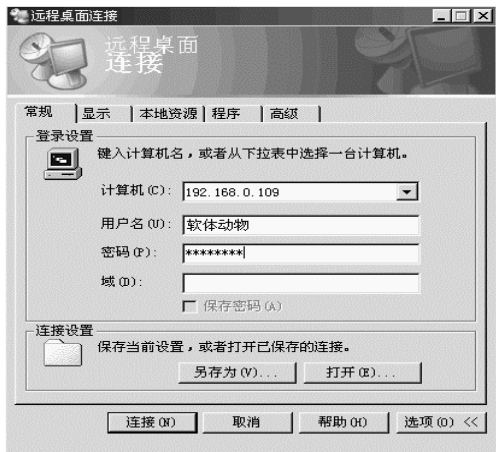 远程桌面连接
远程桌面
连接
常规 显示 本地资源 程序 高级
登录设置
键入计算机名，或者从下拉表中选择一台计算机。
计算机(C): 192.168.0.109
用户名(U): 软体动物
密码(P): ********
域(D):
保存密码(A)
连接设置
保存当前设置，或者打开已保存的连接。
另存为(V)... 打开(E)...
连接(N) 取消 帮助(H) 选项(O) <<